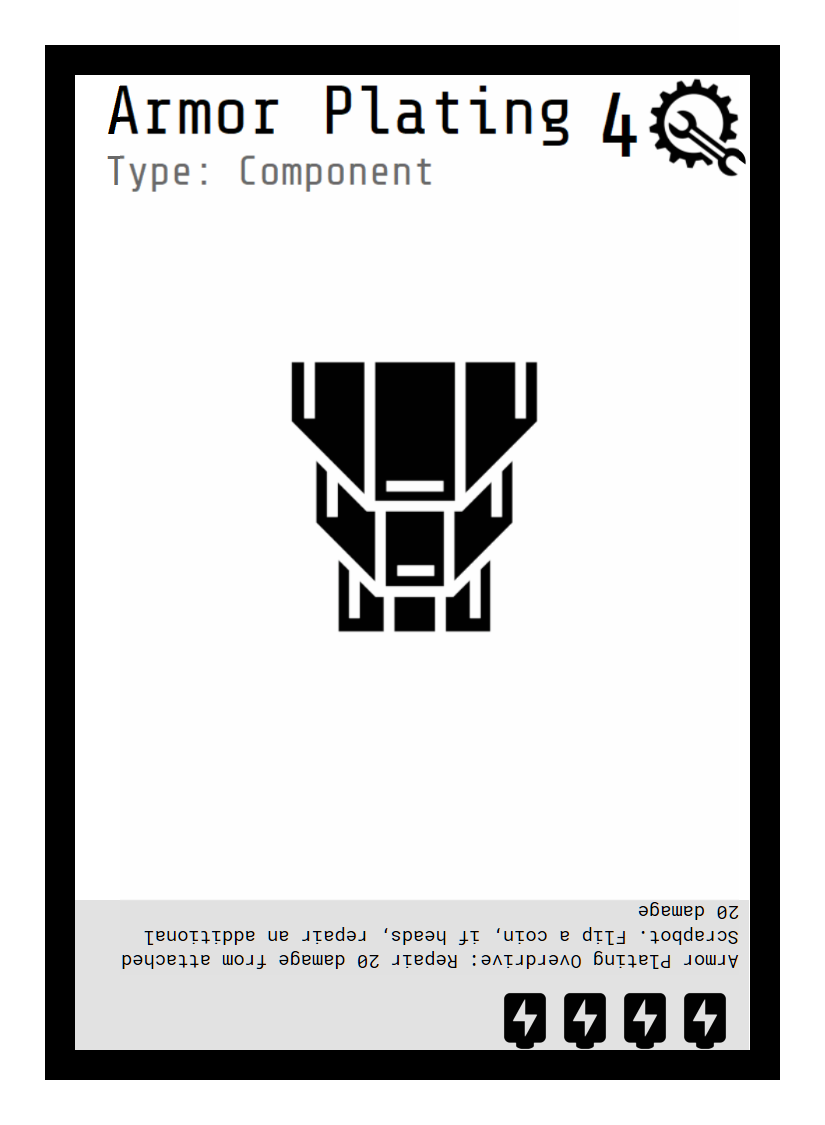 Armor Plating 4
Type: Component
Armor Plating Overdrive: Repair 20 damage from attached
Scrapbot. Flip a coin, if heads, repair an additional
20 damage